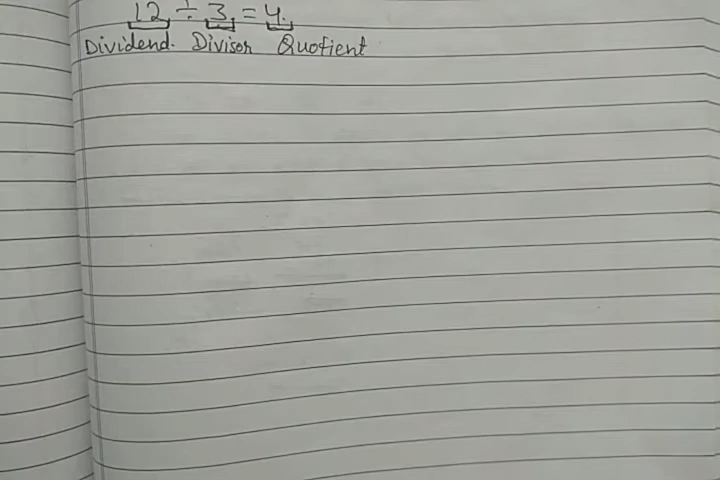 12 ÷ 3 = 4.
Dividend. Divisor Quotient